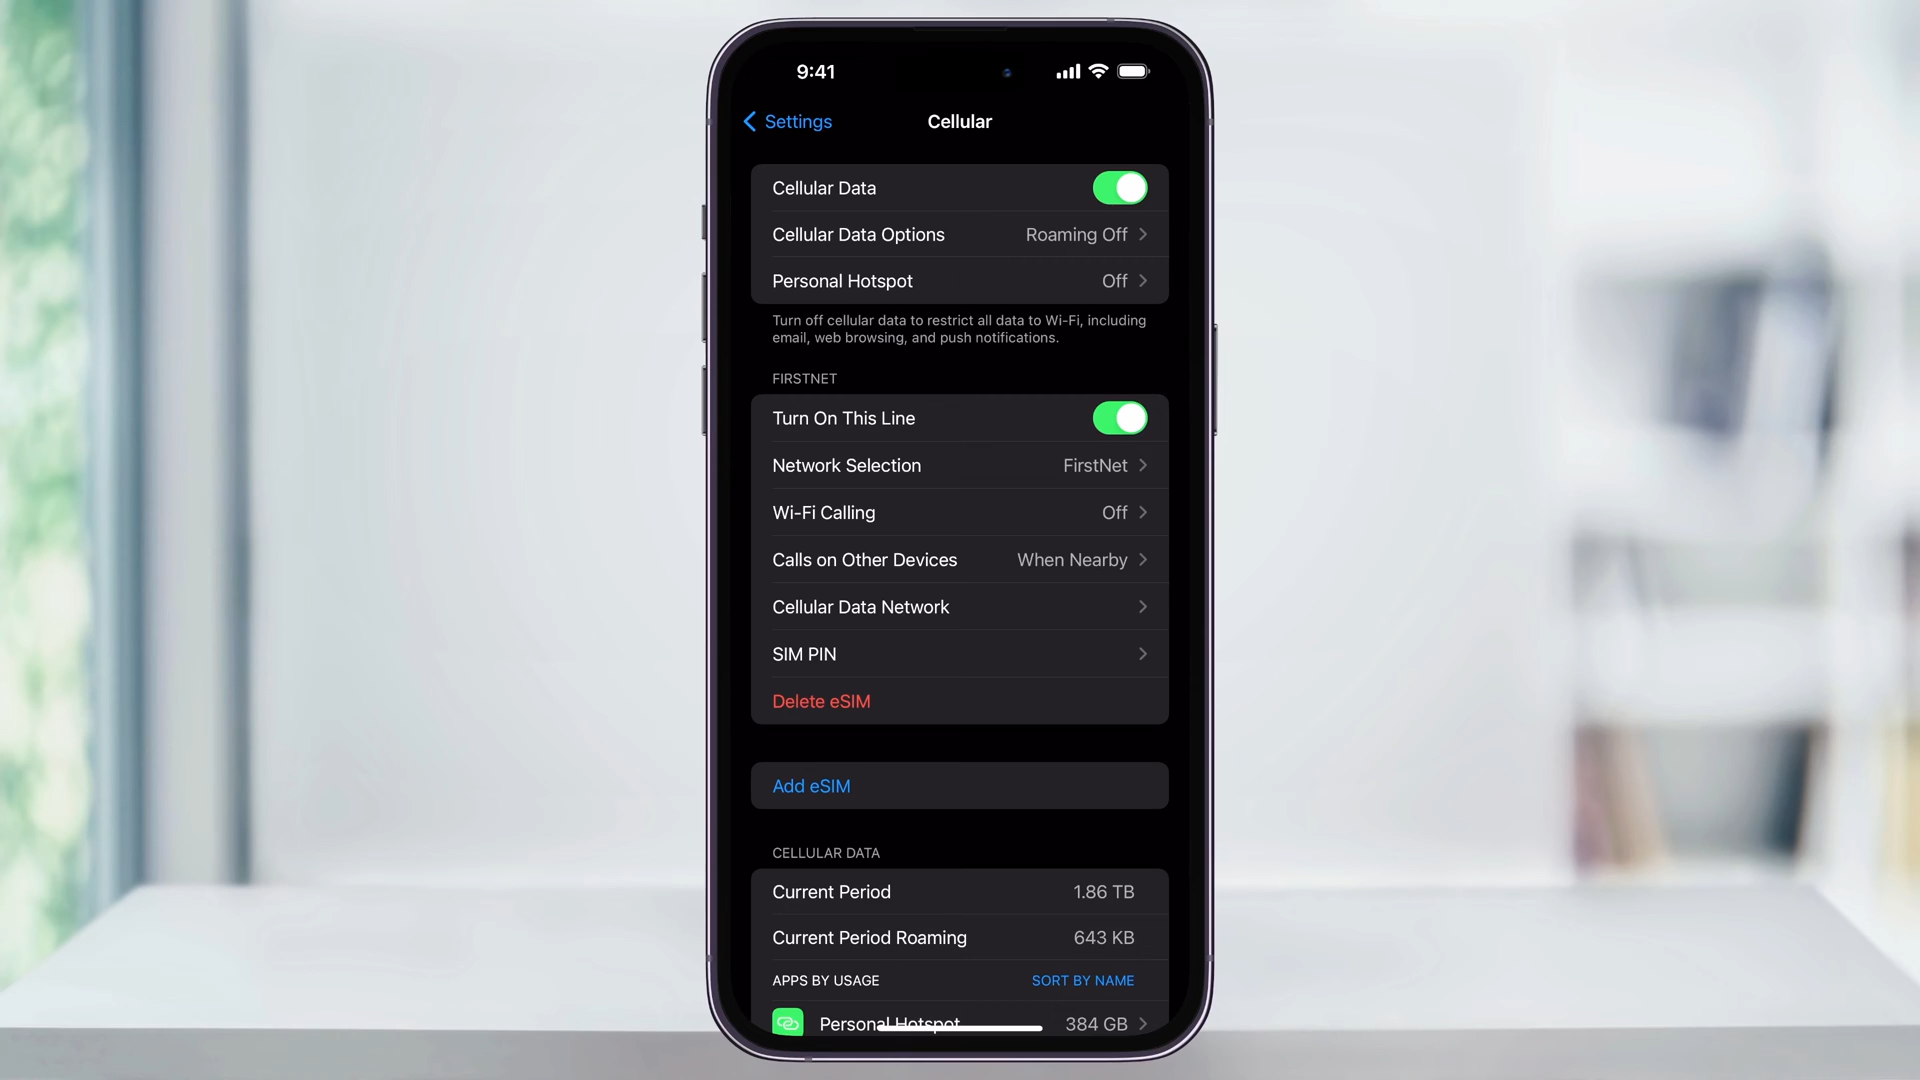 9:41
Settings
Cellular
Cellular Data
Cellular Data Options Roaming Off
Personal Hotspot Off
Turn off cellular data to restrict all data to Wi-Fi, including
email, web browsing, and push notifications.
FIRSTNET
Turn On This Line
Network Selection FirstNet
Wi-Fi Calling Off
Calls on Other Devices When Nearby
Cellular Data Network
SIM PIN
Delete eSIM
Add eSIM
CELLULAR DATA
Current Period 1.86 TB
Current Period Roaming 643 KB
APPS BY USAGE SORT BY NAME
Personal Hotspot 384 GB